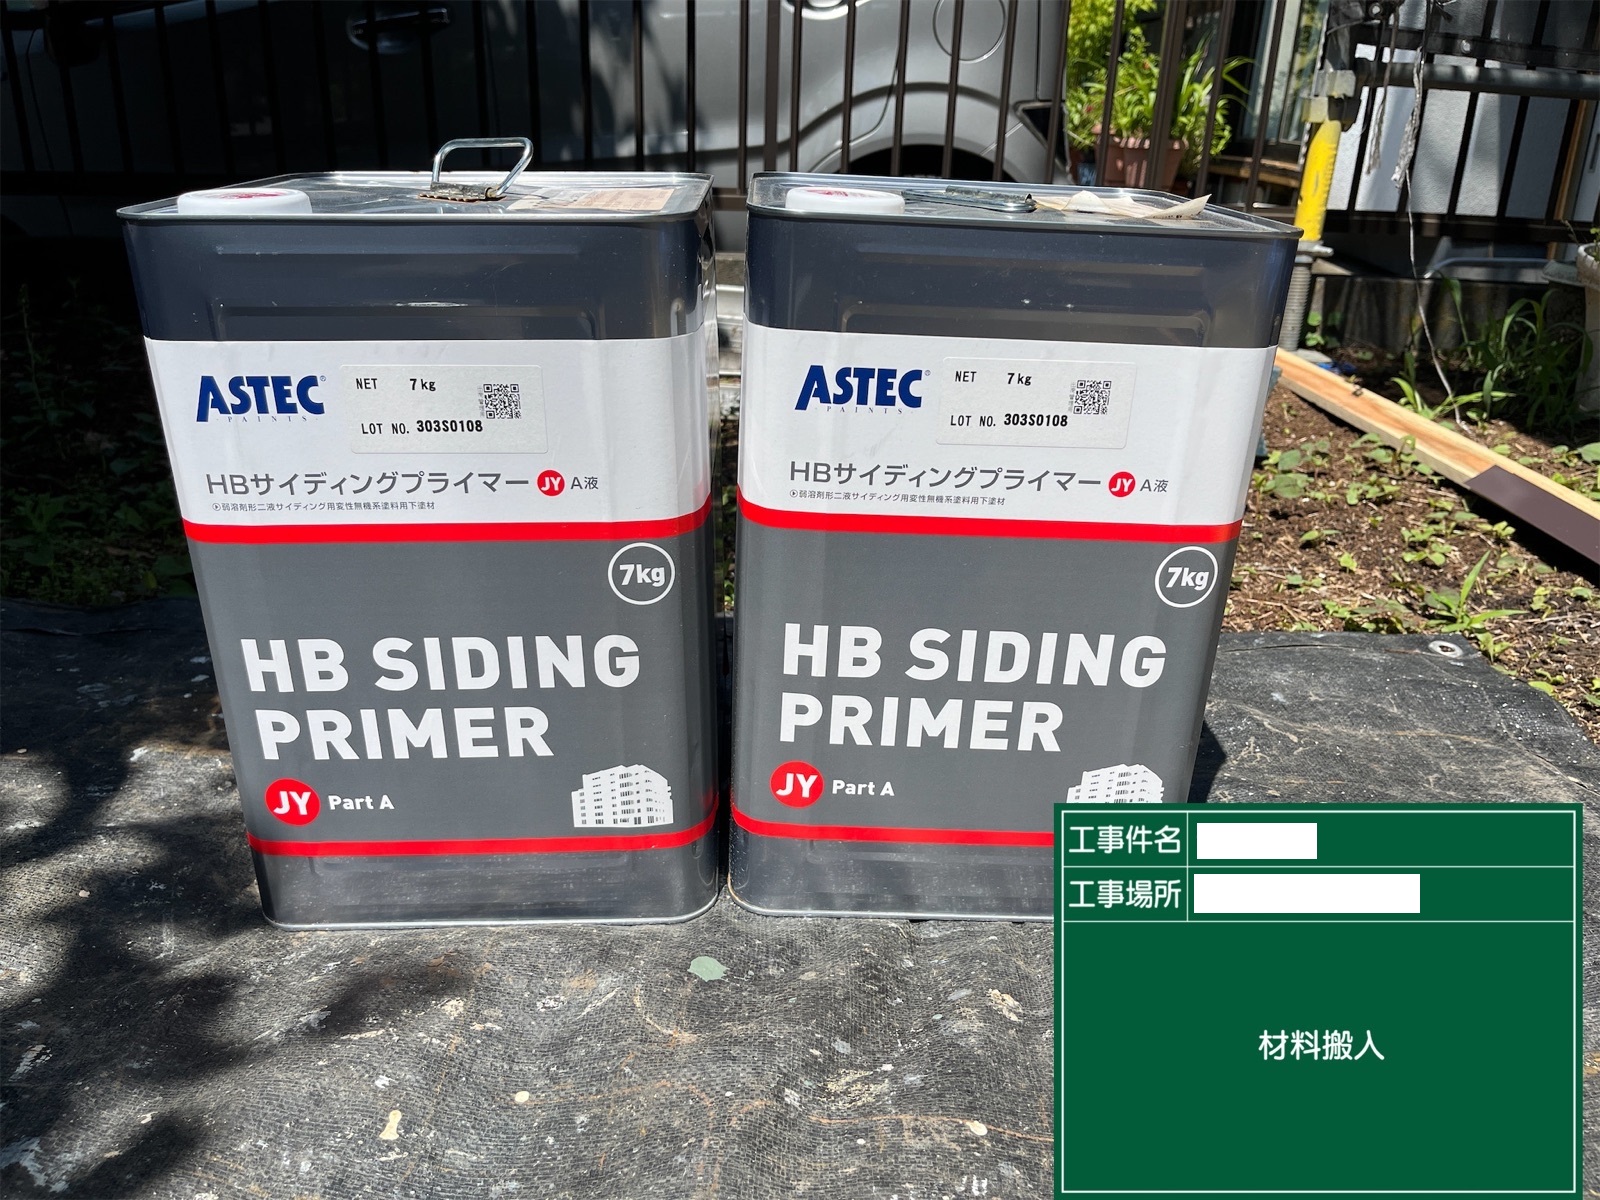 ASTEC
PAINTS
NET 7kg
LOT NO. 303S0108
HBサイディングプライマー JY A液
弱溶剤形二液サイディング用変性無機系塗料用下塗材
7kg
HB SIDING
PRIMER
JY Part A
ASTEC
PAINTS
NET 7kg
LOT NO. 303S0108
HBサイディングプライマー JY A液
弱溶剤形二液サイディング用変性無機系塗料用下塗材
7kg
HB SIDING
PRIMER
JY Part A
工事件名
工事場所
材料搬入